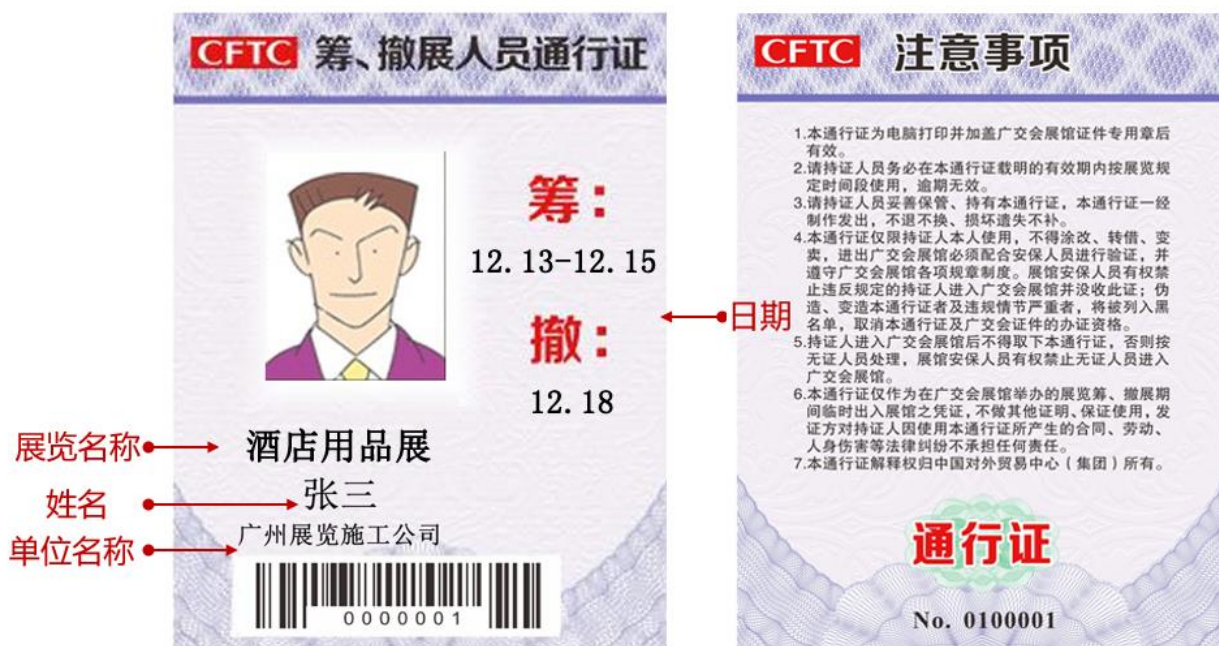 CFTC 筹、撤展人员通行证
筹：
12.13-12.15
撤：
12.18
日期
展览名称
酒店用品展
姓名
张三
单位名称
广州展览施工公司
0000001
CFTC 注意事项
1.本通行证为电脑打印并加盖广交会展馆证件专用章后
有效。
2.请持证人员务必在本通行证载明的有效期内按展览规
定时间段使用，逾期无效。
3.请持证人员妥善保管、持有本通行证，本通行证一经
制作发出，不退不换、损坏遗失不补。
4.本通行证仅限持证人本人使用，不得涂改、转借、变
卖，进出广交会展馆必须配合安保人员进行验证，并
遵守广交会展馆各项规章制度。展馆安保人员有权禁
止违反规定的持证人进入广交会展馆并没收此证；伪
造、变造本通行证者及违规情节严重者，将被列入黑
名单，取消本通行证及广交会证件的办证资格。
5.持证人进入广交会展馆后不得取下本通行证，否则按
无证人员处理，展馆安保人员有权禁止无证人员进入
广交会展馆。
6.本通行证仅作为在广交会展馆举办的展览筹、撤展期
间临时出入展馆之凭证，不做其他证明、保证使用，发
证方对持证人因使用本通行证所产生的合同、劳动、
人身伤害等法律纠纷不承担任何责任。
7.本通行证解释权归中国对外贸易中心（集团）所有。
通行证
No. 0100001